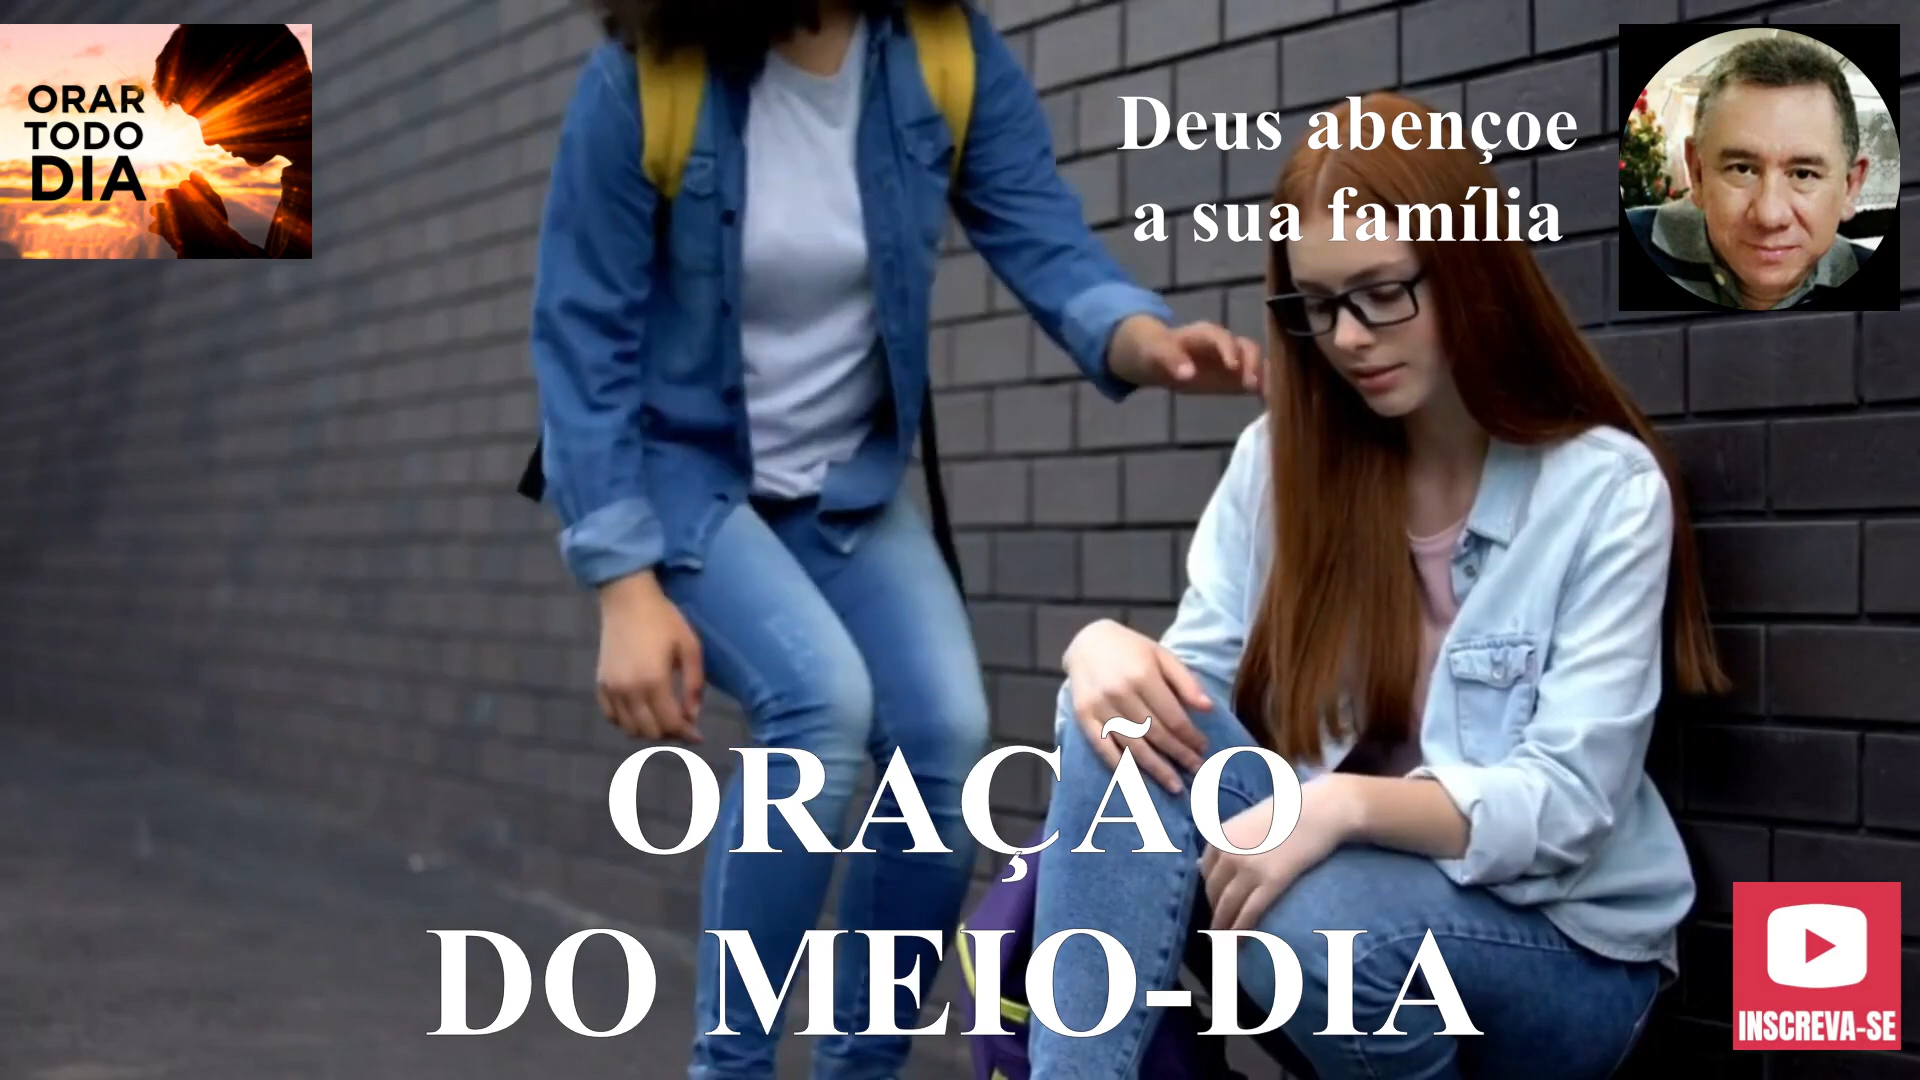 ORAR
TODO
DIA
Deus abençoe
a sua família
ORAÇÃO
DO MEIO-DIA
INSCREVA-SE